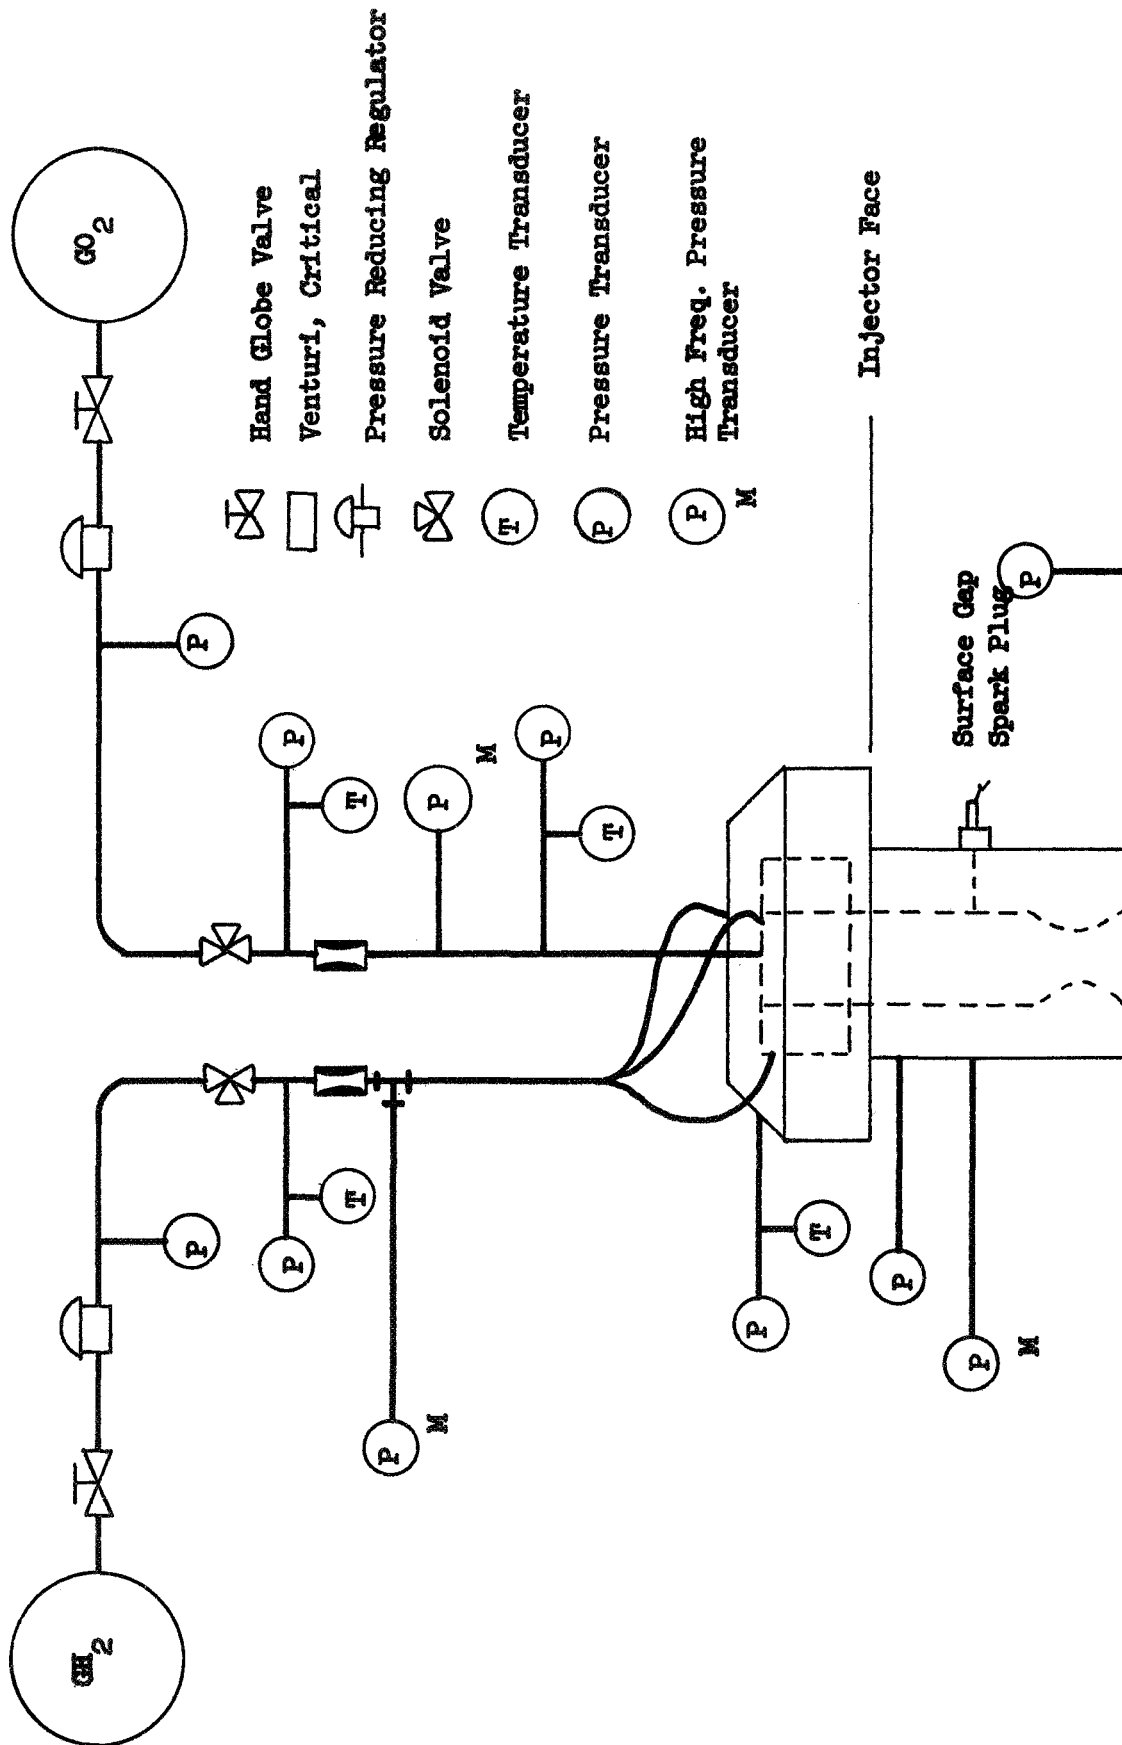 GH2
GO2
P
P
P
T
P
T
P
M
P
M
P
T
Hand Globe Valve
Venturi, Critical
Pressure Reducing Regulator
Solenoid Valve
T Temperature Transducer
P Pressure Transducer
P High Freq. Pressure
M Transducer
P
T
Injector Face
P
P
M
Surface Gap
Spark Plug
P